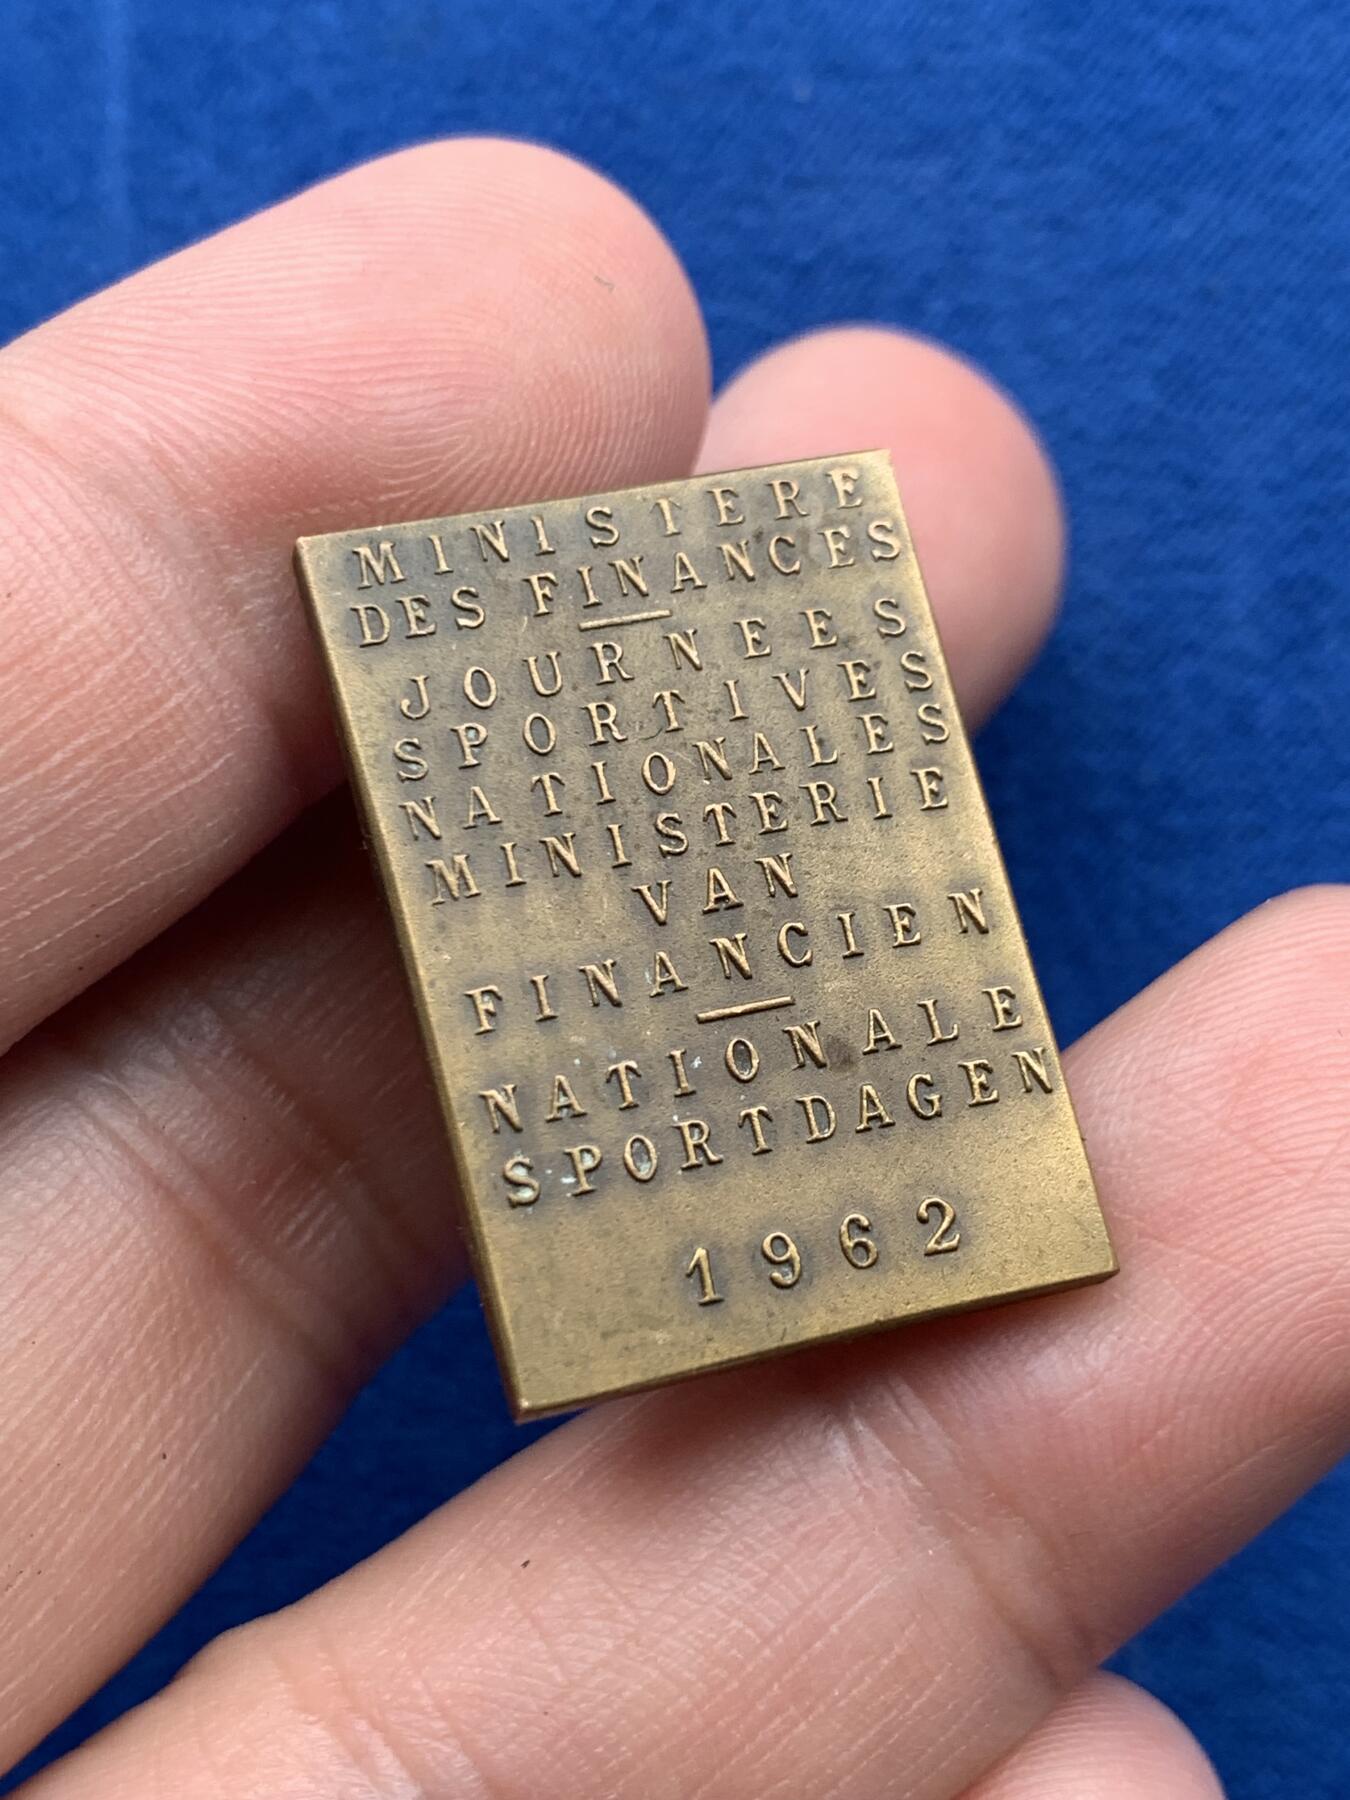 MINISTERE
DES FINANCES
JOURNEES
SPORTIVES
NATIONALES
MINISTERIE
VAN
FINANCIEN
NATIONALE
SPORTDAGEN
1962